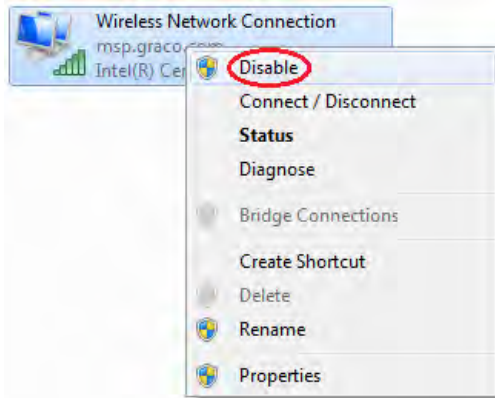 Wireless Network Connection
msp.graco.com
Intel(R) Cer
Disable
Connect / Disconnect
Status
Diagnose
Bridge Connections
Create Shortcut
Delete
Rename
Properties